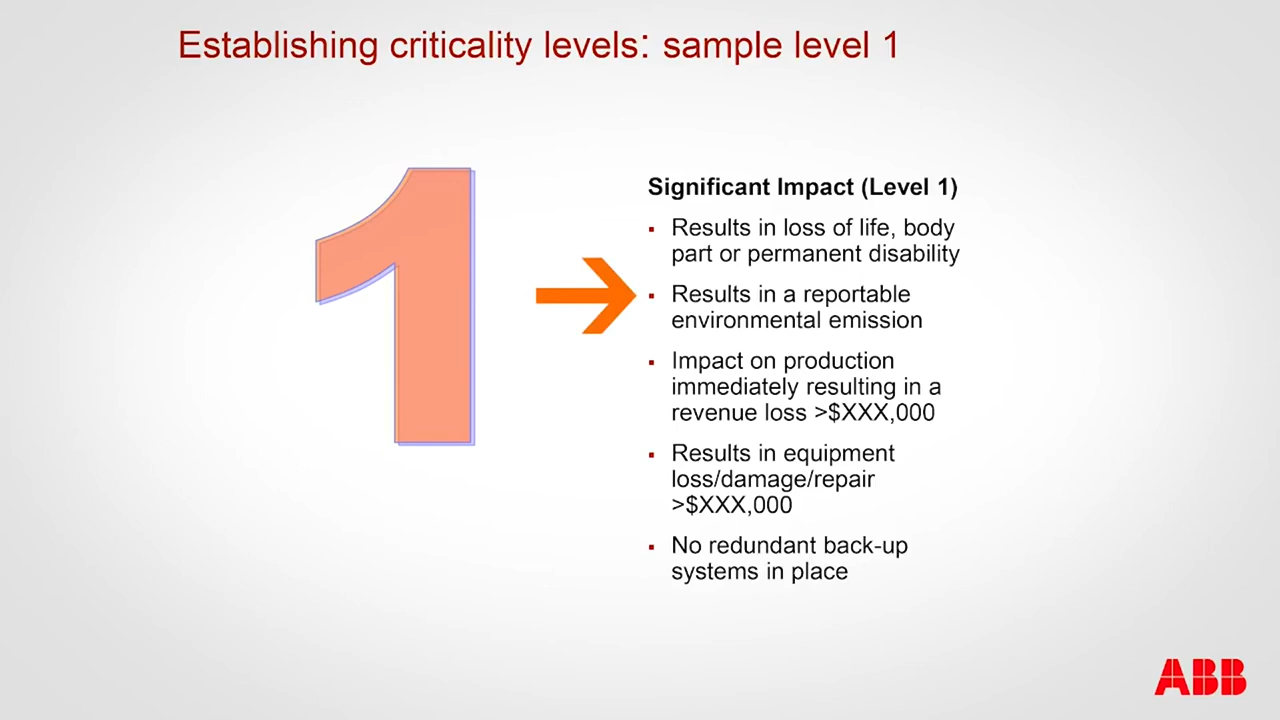 Establishing criticality levels: sample level 1
1
Significant Impact (Level 1)
▪ Results in loss of life, body
part or permanent disability
▪ Results in a reportable
environmental emission
▪ Impact on production
immediately resulting in a
revenue loss >$XXX,000
▪ Results in equipment
loss/damage/repair
>$XXX,000
▪ No redundant back-up
systems in place
ABB